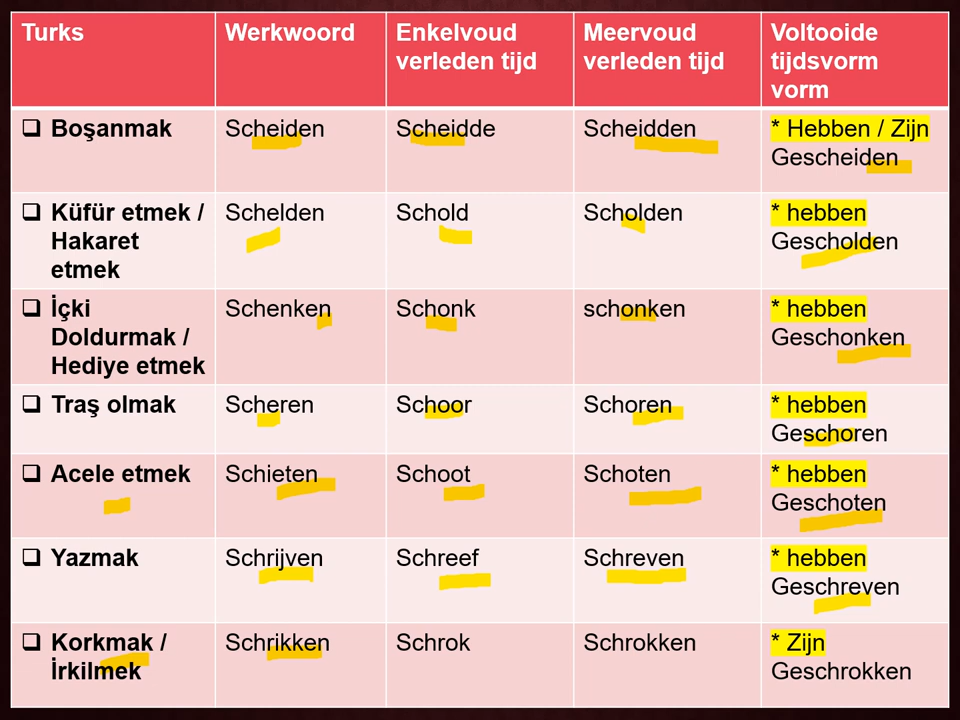 Turks
Werkwoord
Enkelvoud
verleden tijd
Meervoud
verleden tijd
Voltooide
tijdsvorm
vorm
Boşanmak
Scheiden
Scheidde
Scheidden
* Hebben / Zijn
Gescheiden
Küfür etmek /
Hakaret
etmek
Schelden
Schold
Scholden
* hebben
Gescholden
İçki
Doldurmak /
Hediye etmek
Schenken
Schonk
schonken
* hebben
Geschonken
Traş olmak
Scheren
Schoor
Schoren
* hebben
Geschoren
Acele etmek
Schieten
Schoot
Schoten
* hebben
Geschoten
Yazmak
Schrijven
Schreef
Schreven
* hebben
Geschreven
Korkmak /
İrkilmek
Schrikken
Schrok
Schrokken
* Zijn
Geschrokken